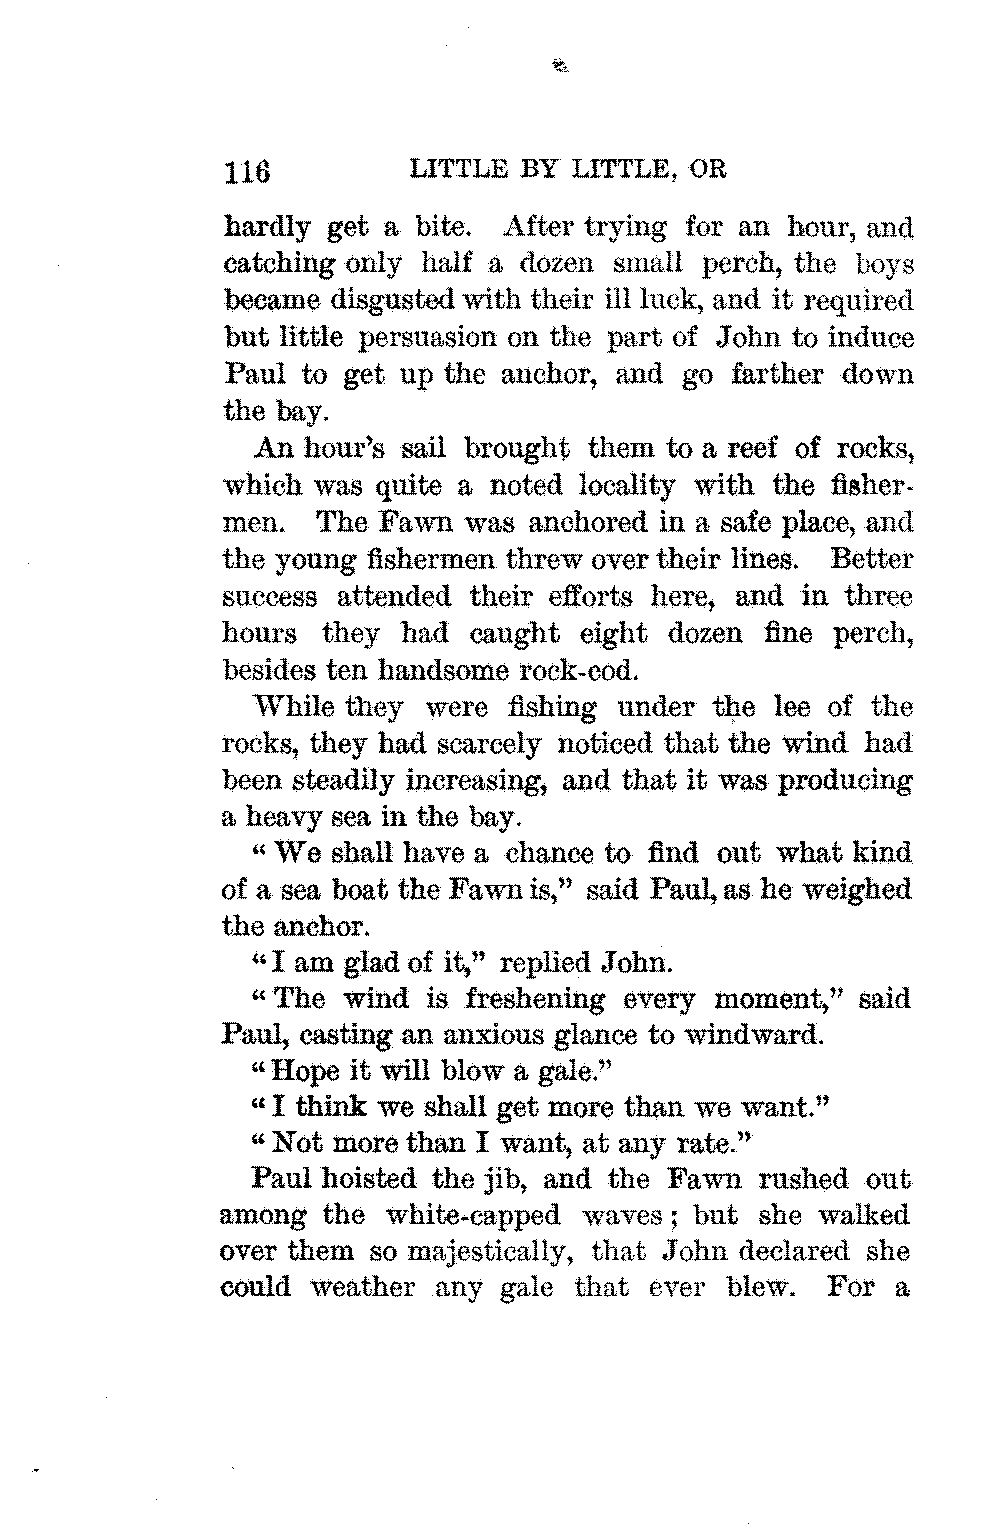 116 LITTLE BY LITTLE, OR
hardly get a bite. After trying for an hour, and
catching only half a dozen small perch, the boys
became disgusted with their ill luck, and it required
but little persuasion on the part of John to induce
Paul to get up the anchor, and go farther down
the bay.
An hour's sail brought them to a reef of rocks,
which was quite a noted locality with the fisher-
men. The Fawn was anchored in a safe place, and
the young fishermen threw over their lines. Better
success attended their efforts here, and in three
hours they had caught eight dozen fine perch,
besides ten handsome rock-cod.
While they were fishing under the lee of the
rocks, they had scarcely noticed that the wind had
been steadily increasing, and that it was producing
a heavy sea in the bay.
"We shall have a chance to find out what kind
of a sea boat the Fawn is," said Paul, as he weighed
the anchor.
"I am glad of it," replied John.
"The wind is freshening every moment," said
Paul, casting an anxious glance to windward.
"Hope it will blow a gale."
"I think we shall get more than we want."
"Not more than I want, at any rate."
Paul hoisted the jib, and the Fawn rushed out
among the white-capped waves; but she walked
over them so majestically, that John declared she
could weather any gale that ever blew. For a